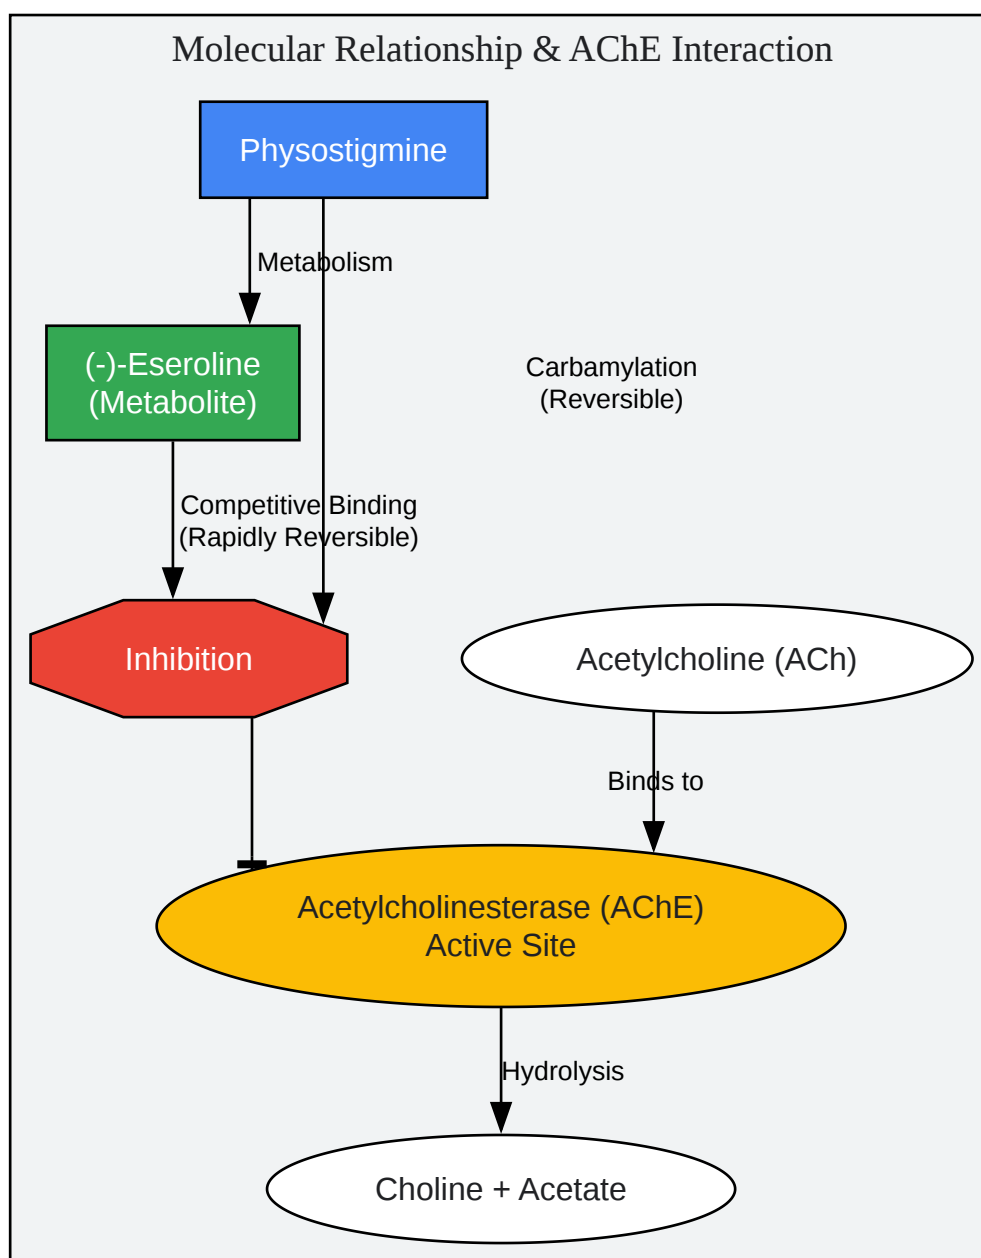 Molecular Relationship & AChE Interaction
Physostigmine
Metabolism
(-)-Eseroline
(Metabolite)
Carbamylation
(Reversible)
Competitive Binding
(Rapidly Reversible)
Inhibition
Acetylcholine (ACh)
Binds to
Acetylcholinesterase (AChE)
Active Site
Hydrolysis
Choline + Acetate